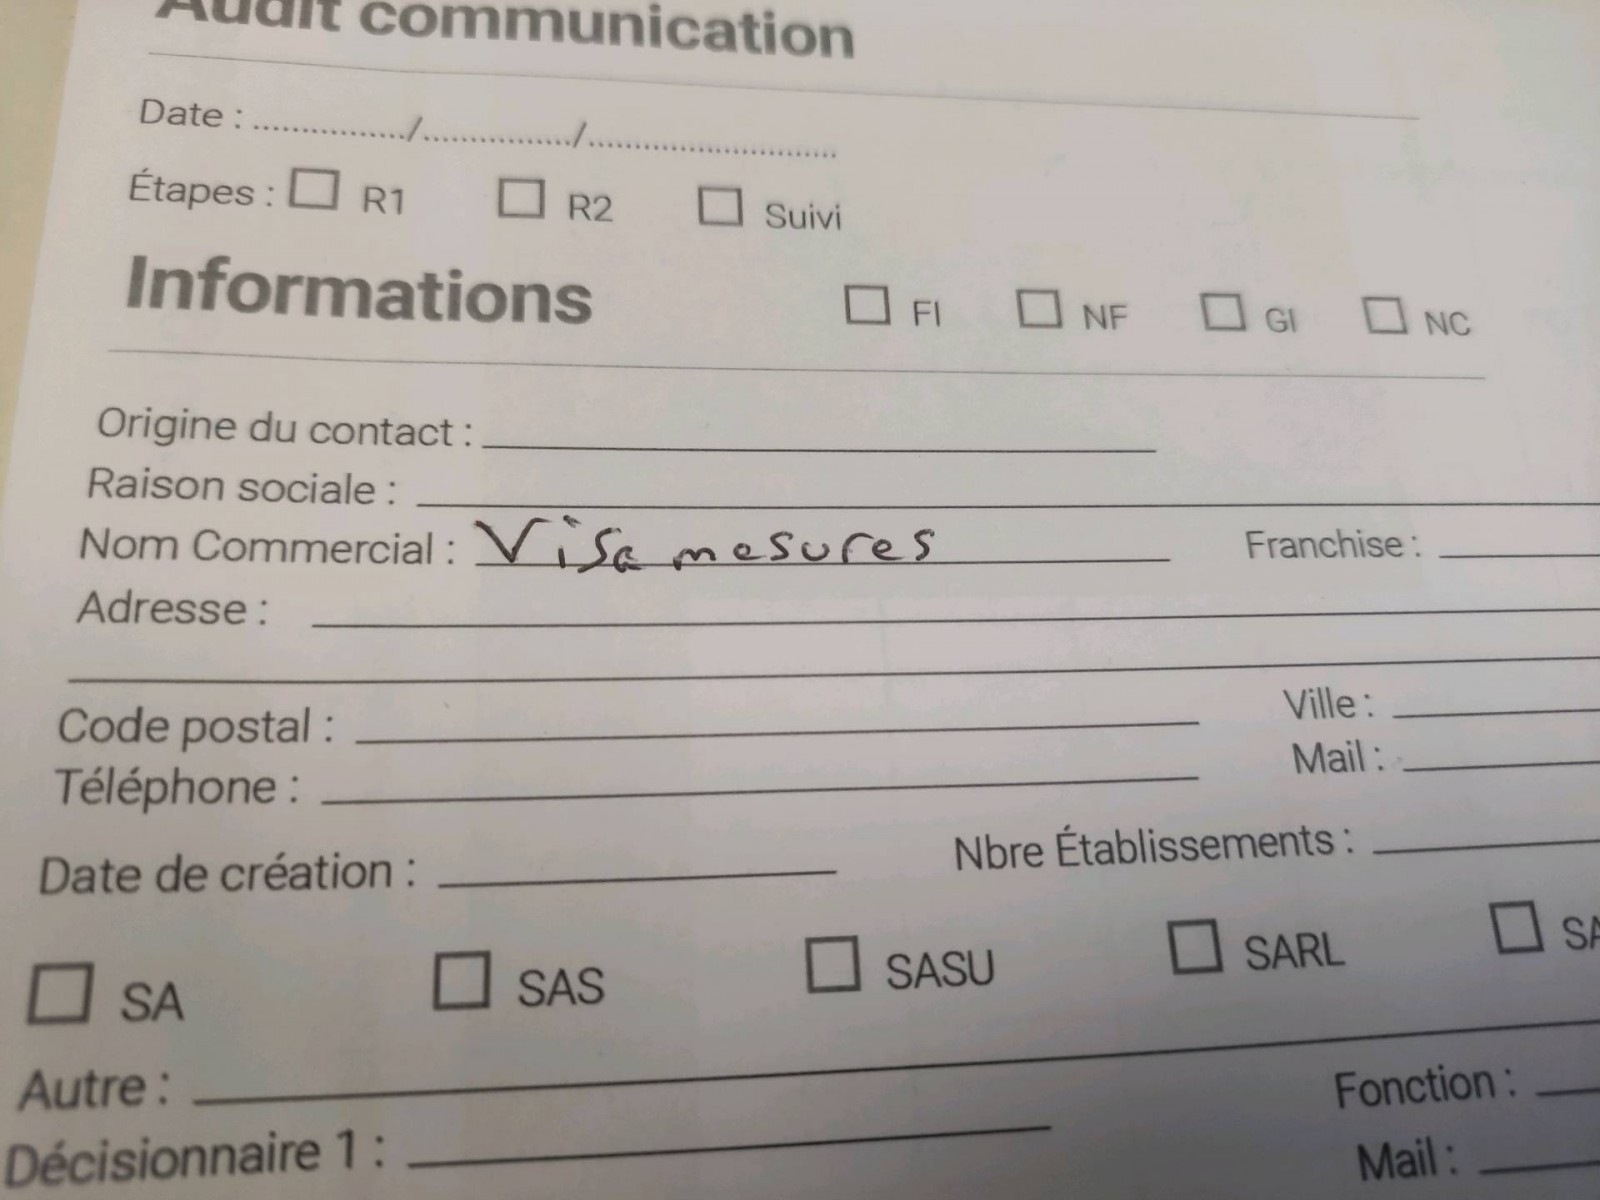 Audit communication
Date : ............../............../.......................
Étapes : ☐ R1 ☐ R2 ☐ Suivi
Informations ☐ FI ☐ NF ☐ GI ☐ NC
Origine du contact :
Raison sociale :
Nom Commercial : Visa mesures Franchise :
Adresse :
Code postal : Ville :
Téléphone : Mail :
Date de création : Nbre Établissements :
☐ SA ☐ SAS ☐ SASU ☐ SARL ☐
Autre :
Décisionnaire 1 : Fonction :
Mail :